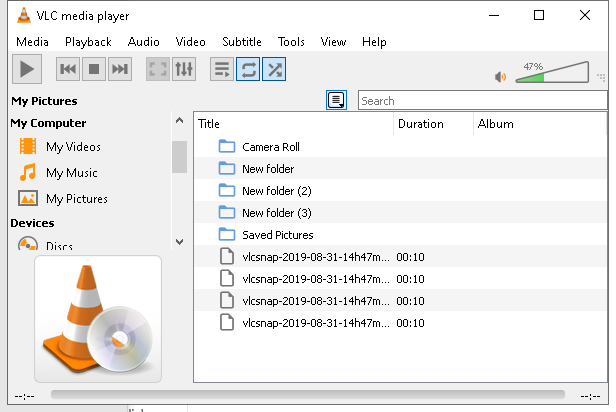 VLC media player
Media Playback Audio Video Subtitle Tools View Help
47%
My Pictures
Search
My Computer
My Videos
My Music
My Pictures
Devices
Discs
Title Duration Album
Camera Roll
New folder
New folder (2)
New folder (3)
Saved Pictures
vlcsnap-2019-08-31-14h47m... 00:10
vlcsnap-2019-08-31-14h47m... 00:10
vlcsnap-2019-08-31-14h47m... 00:10
vlcsnap-2019-08-31-14h47m... 00:10
--:-- --:--